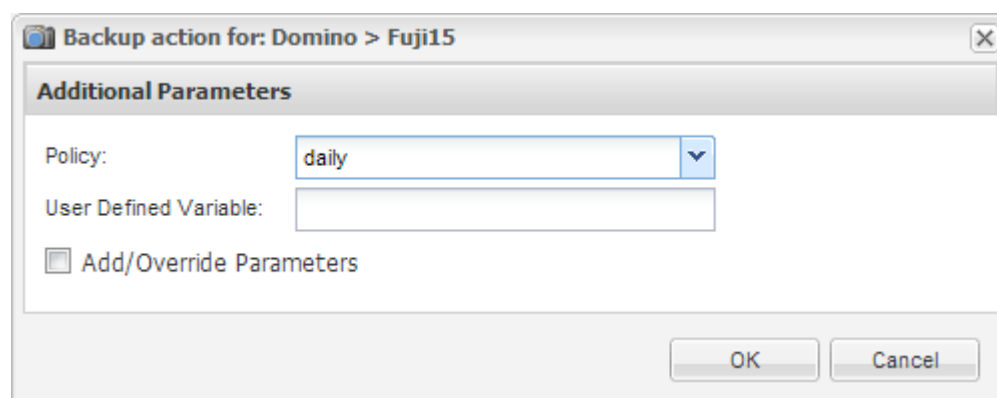 Backup action for: Domino > Fuji15
Additional Parameters
Policy: daily
User Defined Variable:
Add/Override Parameters
OK Cancel